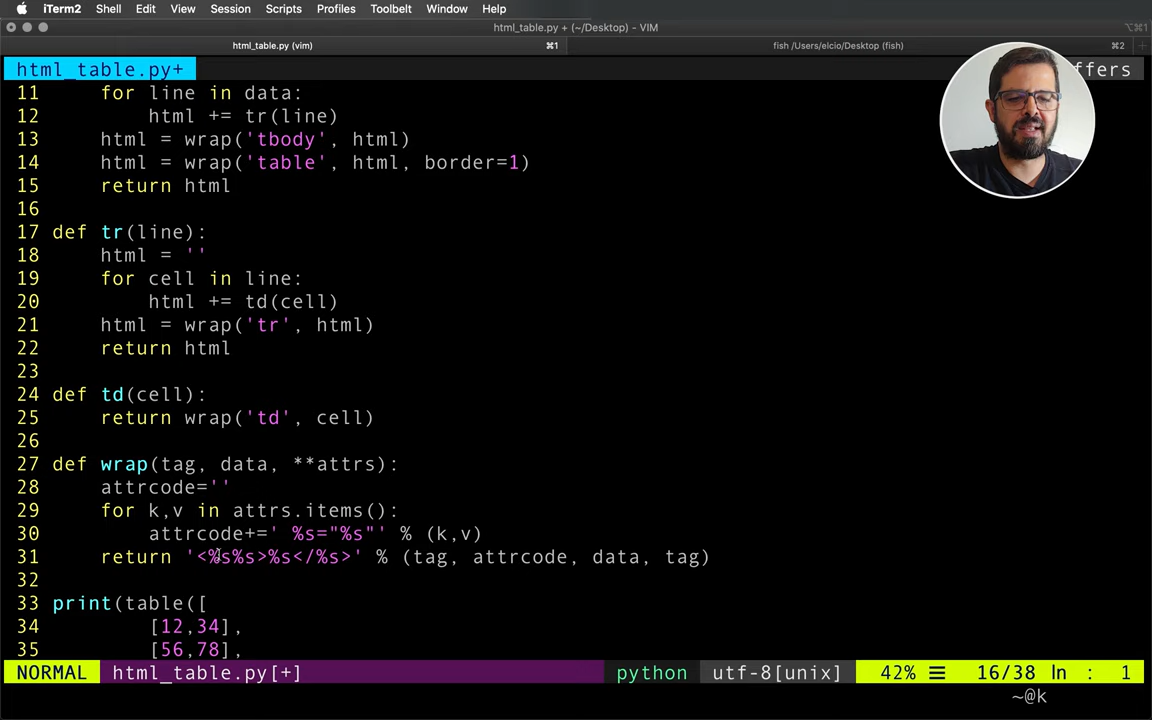 iTerm2 Shell Edit View Session Scripts Profiles Toolbelt Window Help
html_table.py + (~/Desktop) - VIM
⌥⌘1
html_table.py (vim) ⌘1 fish /Users/elcio/Desktop (fish) ⌘2
html_table.py+ ffers
11 for line in data:
12 html += tr(line)
13 html = wrap('tbody', html)
14 html = wrap('table', html, border=1)
15 return html
16
17 def tr(line):
18 html = ''
19 for cell in line:
20 html += td(cell)
21 html = wrap('tr', html)
22 return html
23
24 def td(cell):
25 return wrap('td', cell)
26
27 def wrap(tag, data, **attrs):
28 attrcode=''
29 for k,v in attrs.items():
30 attrcode+=' %s="%s"' % (k,v)
31 return '<%s%s>%s</%s>' % (tag, attrcode, data, tag)
32
33 print(table([
34 [12,34],
35 [56,78],
NORMAL html_table.py[+] python utf-8[unix] 42% ☰ 16/38 ln : 1
~@k